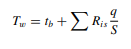 T_w = t_b + ∑ R_is q/S